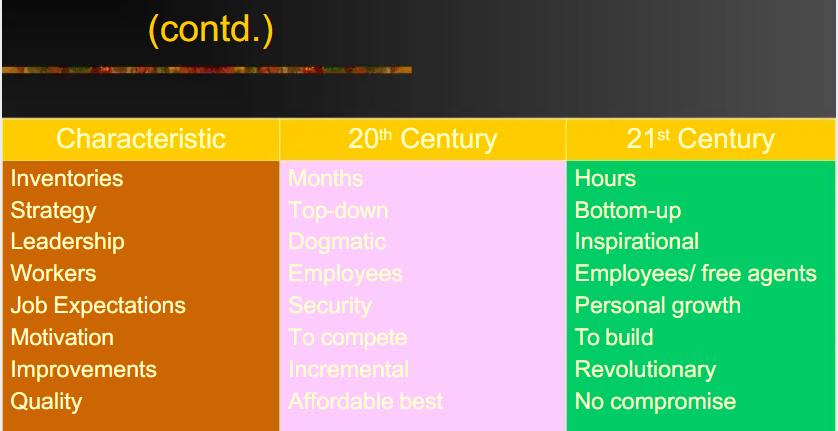 (contd.)
Characteristic 20th Century 21st Century
Inventories Months Hours
Strategy Top-down Bottom-up
Leadership Dogmatic Inspirational
Workers Employees Employees/ free agents
Job Expectations Security Personal growth
Motivation To compete To build
Improvements Incremental Revolutionary
Quality Affordable best No compromise